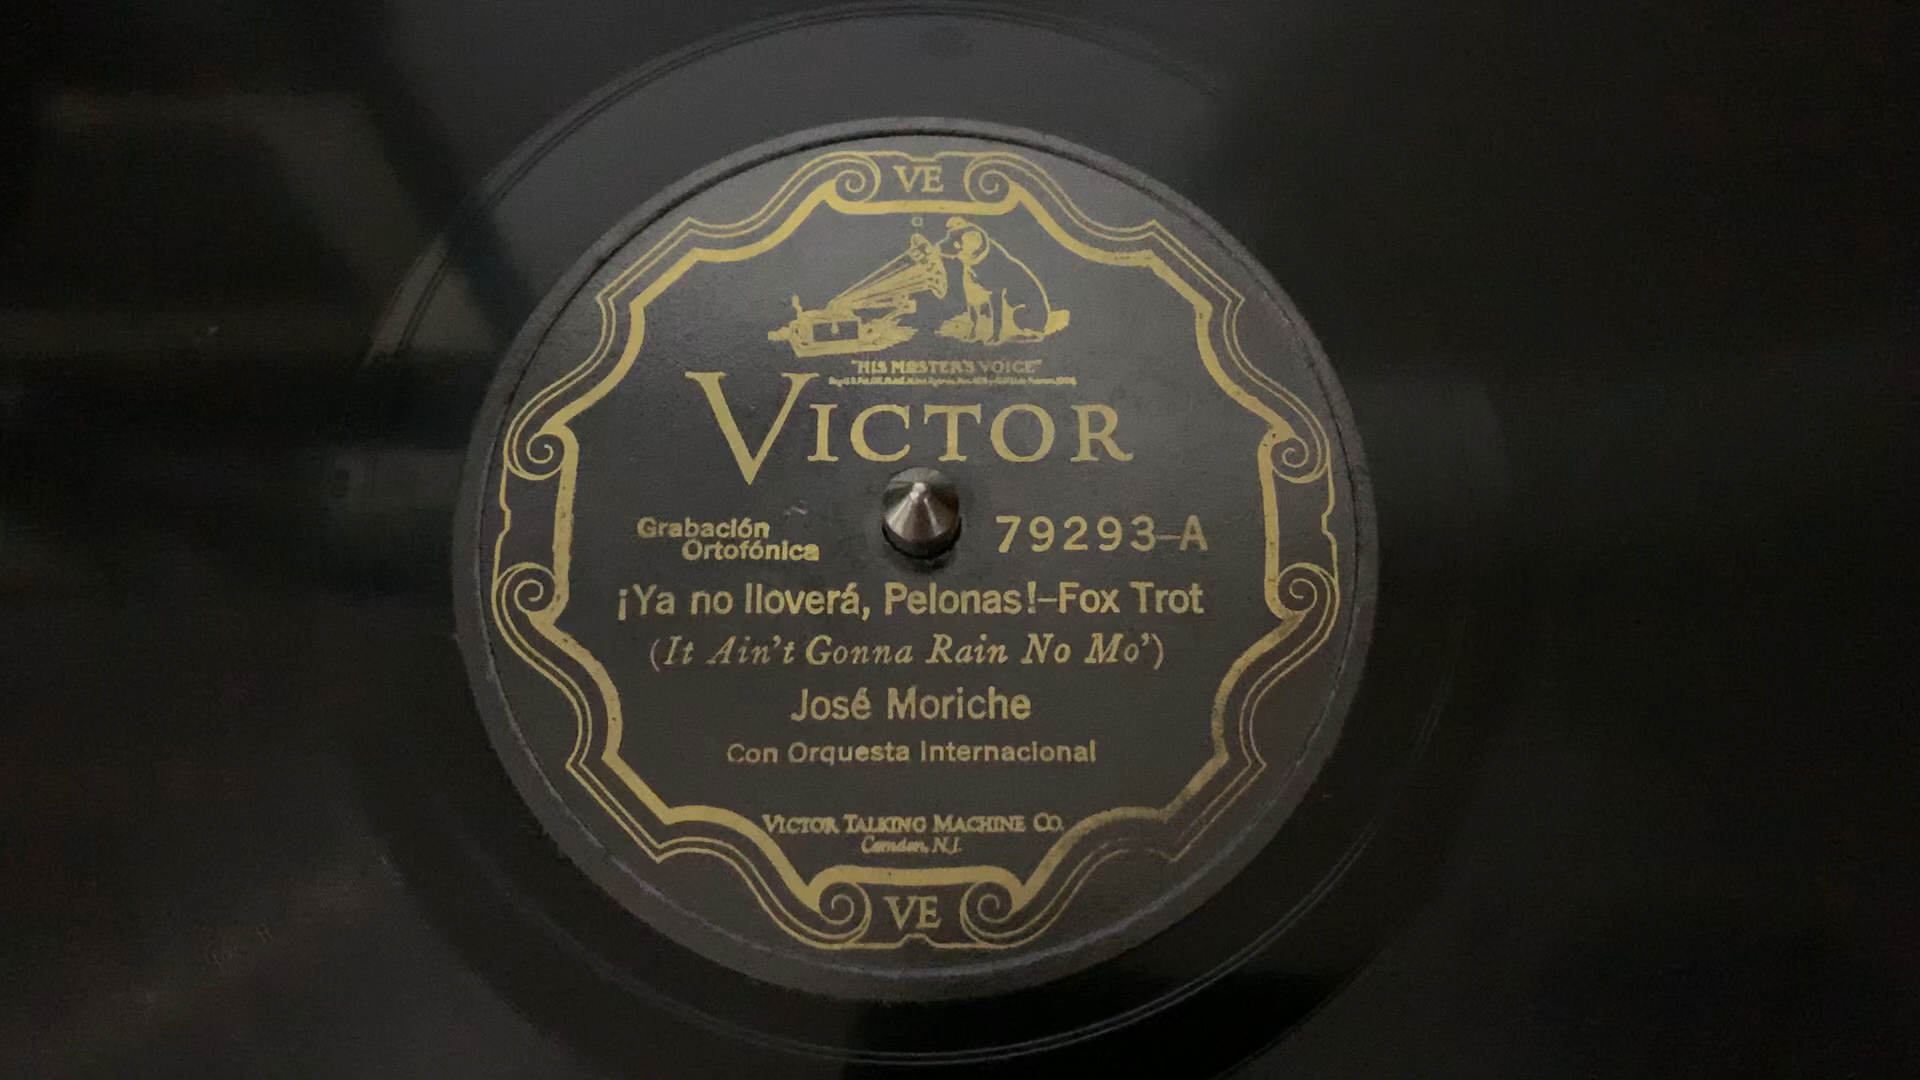 VE
"HIS MASTER'S VOICE"
VICTOR
Grabación
Ortofónica
79293-A
¡Ya no lloverá, Pelonas!-Fox Trot
(It Ain't Gonna Rain No Mo')
José Moriche
Con Orquesta Internacional
VICTOR TALKING MACHINE CO.
Camden, N.J.
VE